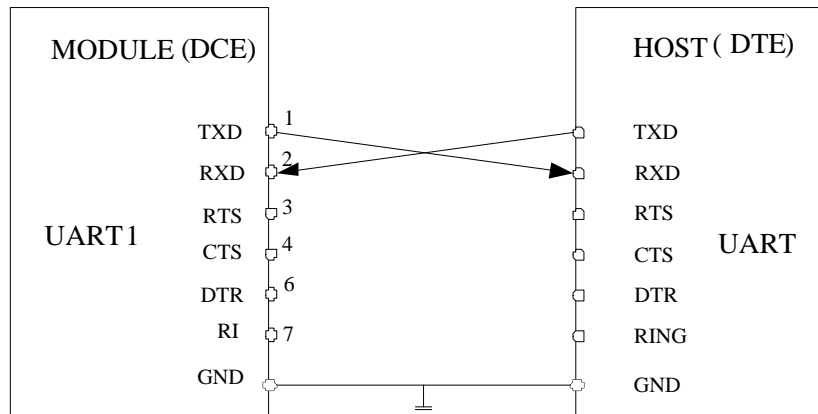 MODULE (DCE)
HOST ( DTE)
TXD 1 TXD
RXD 2 RXD
RTS 3 RTS
UART1 UART
CTS 4 CTS
DTR 6 DTR
RI 7 RING
GND GND